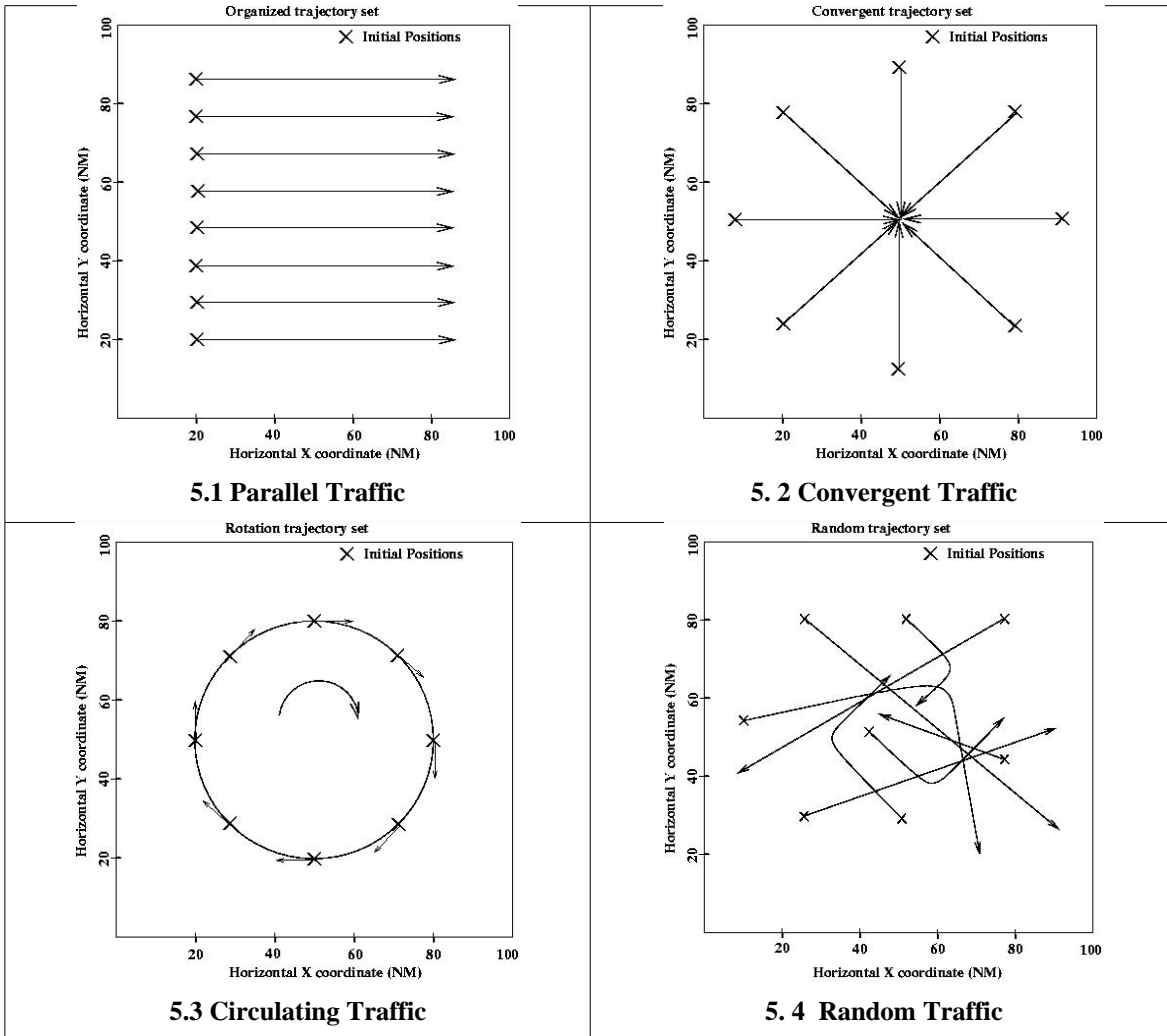 Organized trajectory set
Initial Positions
100
80
60
40
20
Horizontal Y coordinate (NM)
20 40 60 80 100
Horizontal X coordinate (NM)
5.1 Parallel Traffic
Convergent trajectory set
Initial Positions
100
80
60
40
20
Horizontal Y coordinate (NM)
20 40 60 80 100
Horizontal X coordinate (NM)
5. 2 Convergent Traffic
Rotation trajectory set
Initial Positions
100
80
60
40
20
Horizontal Y coordinate (NM)
20 40 60 80 100
Horizontal X coordinate (NM)
5.3 Circulating Traffic
Random trajectory set
Initial Positions
100
80
60
40
20
Horizontal Y coordinate (NM)
20 40 60 80 100
Horizontal X coordinate (NM)
5. 4 Random Traffic